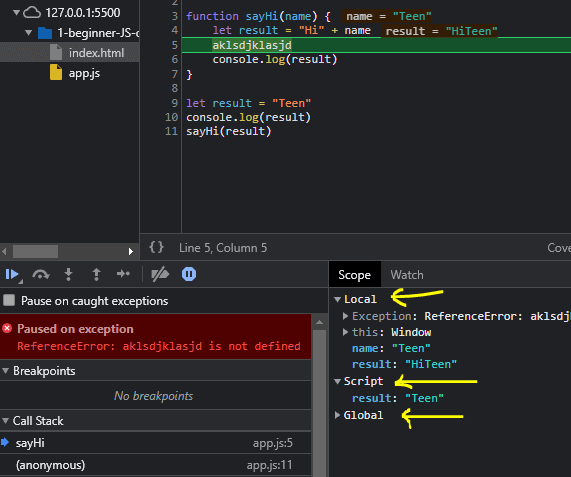 127.0.0.1:5500
1-beginner-JS-c
index.html
app.js
2
3 function sayHi(name) { name = "Teen"
4 let result = "Hi" + name result = "HiTeen"
5 aklsdjklasjd
6 console.log(result)
7 }
8
9 let result = "Teen"
10 console.log(result)
11 sayHi(result)
{} Line 5, Column 5
Cove
Pause on caught exceptions
Paused on exception
ReferenceError: aklsdjklasjd is not defined
Breakpoints
No breakpoints
Call Stack
sayHi app.js:5
(anonymous) app.js:11
Scope Watch
Local
Exception: ReferenceError: aklsdj
this: Window
name: "Teen"
result: "HiTeen"
Script
result: "Teen"
Global